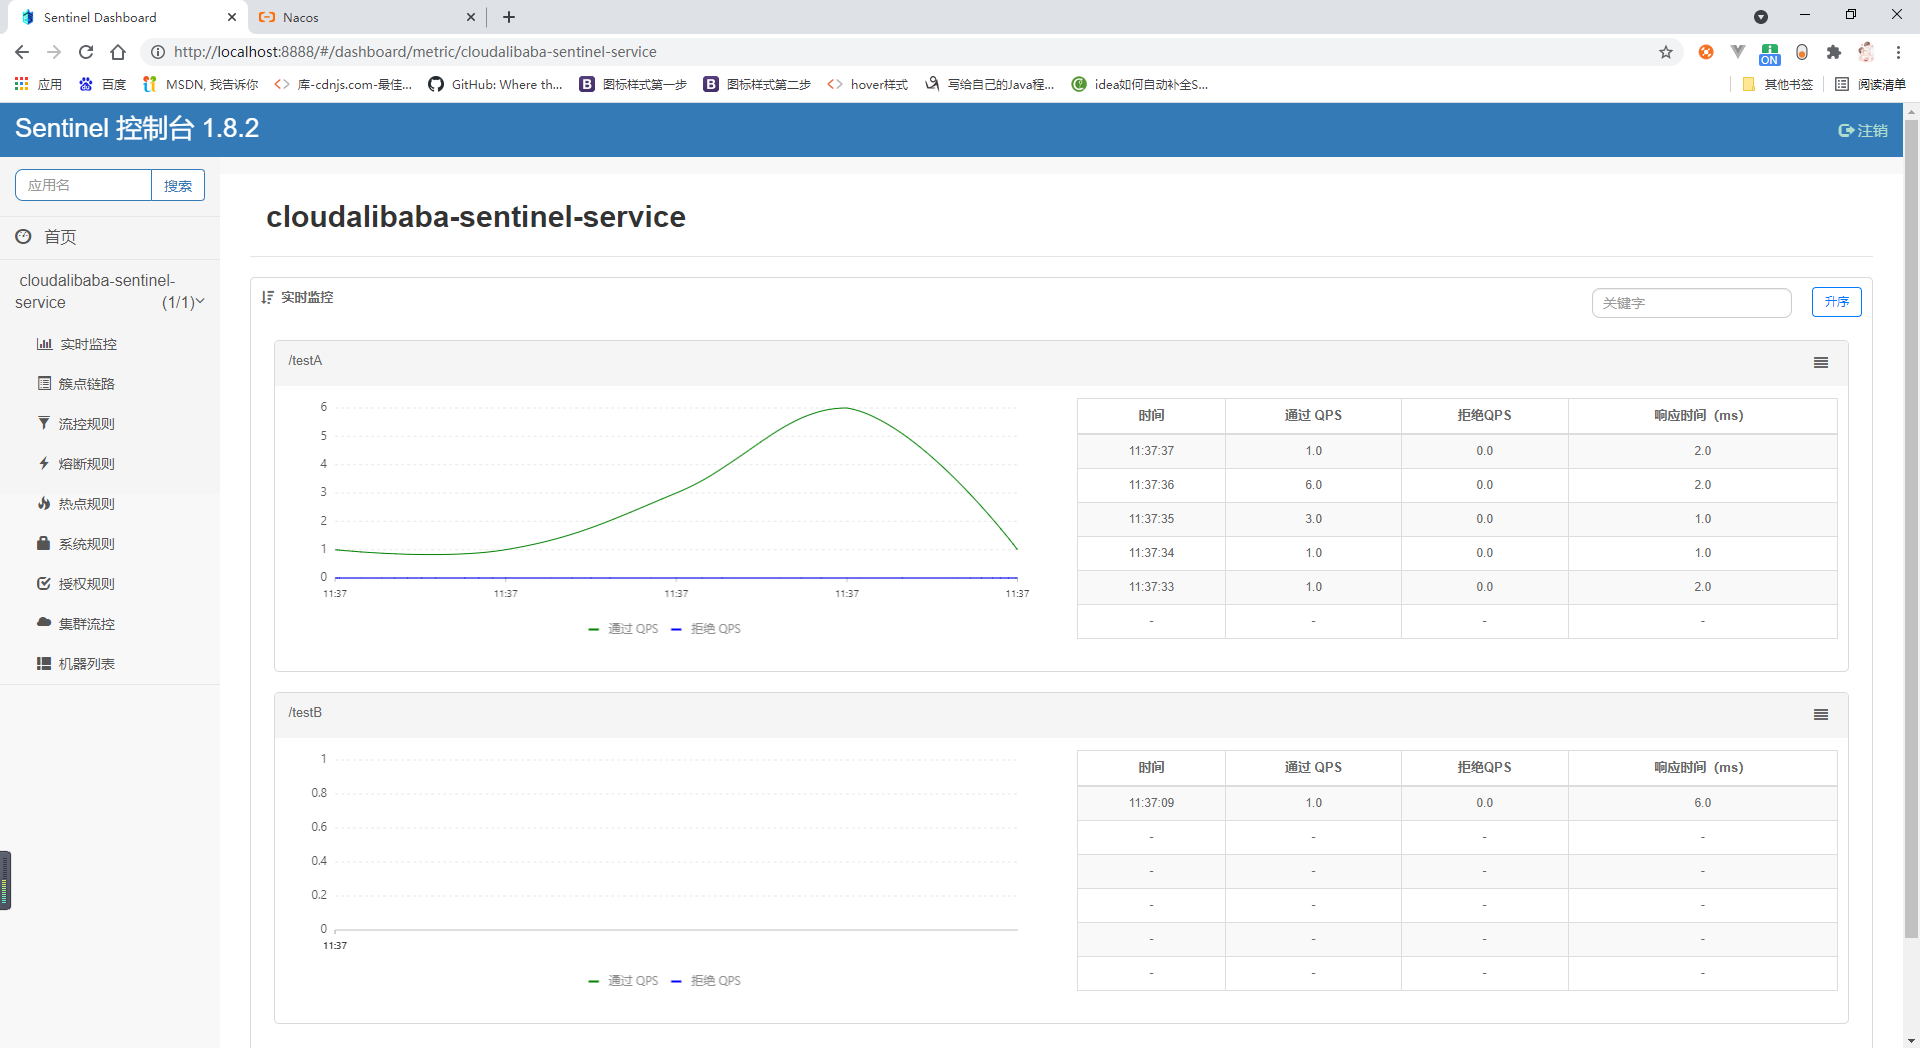 Sentinel Dashboard
Nacos
http://localhost:8888/#/dashboard/metric/cloudalibaba-sentinel-service
ON
应用
百度
MSDN, 我告诉你
库-cdnjs.com-最佳...
GitHub: Where th...
图标样式第一步
图标样式第二步
hover样式
写给自己的Java程...
idea如何自动补全S...
其他书签
阅读清单
Sentinel 控制台 1.8.2
注销
应用名
搜索
首页
cloudalibaba-sentinel-
service (1/1)
实时监控
簇点链路
流控规则
熔断规则
热点规则
系统规则
授权规则
集群流控
机器列表
cloudalibaba-sentinel-service
实时监控
关键字
升序
/testA
6
5
4
3
2
1
0
11:37 11:37 11:37 11:37 11:37
通过 QPS 拒绝 QPS
时间 通过 QPS 拒绝QPS 响应时间（ms）
11:37:37 1.0 0.0 2.0
11:37:36 6.0 0.0 2.0
11:37:35 3.0 0.0 1.0
11:37:34 1.0 0.0 1.0
11:37:33 1.0 0.0 2.0
- - - -
/testB
1
0.8
0.6
0.4
0.2
0
11:37
通过 QPS 拒绝 QPS
时间 通过 QPS 拒绝QPS 响应时间（ms）
11:37:09 1.0 0.0 6.0
- - - -
- - - -
- - - -
- - - -
- - - -